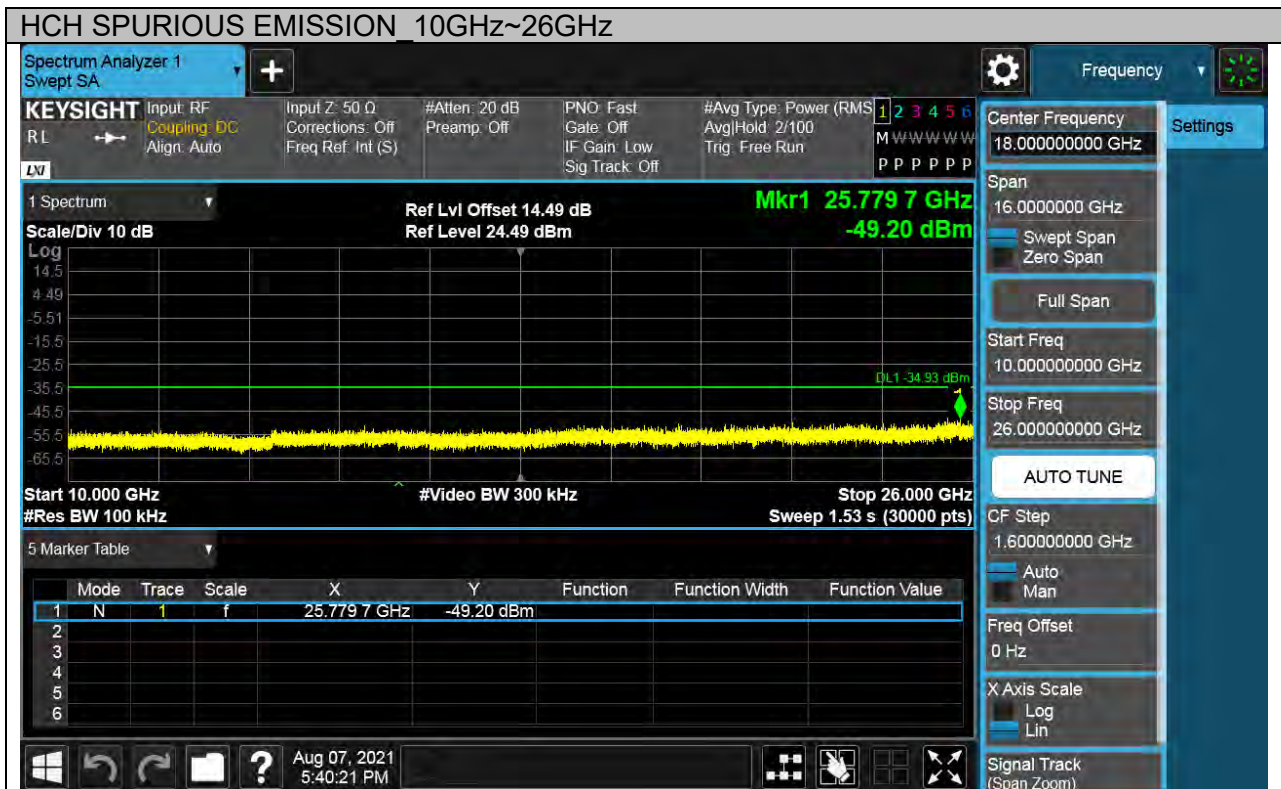 HCH SPURIOUS EMISSION_10GHz~26GHz
Spectrum Analyzer 1
Swept SA
+
Frequency
KEYSIGHT
RL
LXI
Input: RF
Coupling: DC
Align: Auto
Input Z: 50 Ω
Corrections: Off
Freq Ref: Int (S)
#Atten: 20 dB
Preamp: Off
PNO: Fast
Gate: Off
IF Gain: Low
Sig Track: Off
#Avg Type: Power (RMS
Avg|Hold: 2/100
Trig: Free Run
1 2 3 4 5 6
M W W W W W
P P P P P P
1 Spectrum
Scale/Div 10 dB
Ref Lvl Offset 14.49 dB
Ref Level 24.49 dBm
Mkr1 25.779 7 GHz
-49.20 dBm
Log
14.5
4.49
-5.51
-15.5
-25.5
-35.5
-45.5
-55.5
-65.5
DL1 -34.93 dBm
1
Start 10.000 GHz
#Video BW 300 kHz
Stop 26.000 GHz
#Res BW 100 kHz
Sweep 1.53 s (30000 pts)
5 Marker Table
Mode Trace Scale X Y Function Function Width Function Value
1 N 1 f 25.779 7 GHz -49.20 dBm
2
3
4
5
6
?
Aug 07, 2021
5:40:21 PM
Center Frequency
18.000000000 GHz
Settings
Span
16.0000000 GHz
Swept Span
Zero Span
Full Span
Start Freq
10.000000000 GHz
Stop Freq
26.000000000 GHz
AUTO TUNE
CF Step
1.600000000 GHz
Auto
Man
Freq Offset
0 Hz
X Axis Scale
Log
Lin
Signal Track
(Span Zoom)